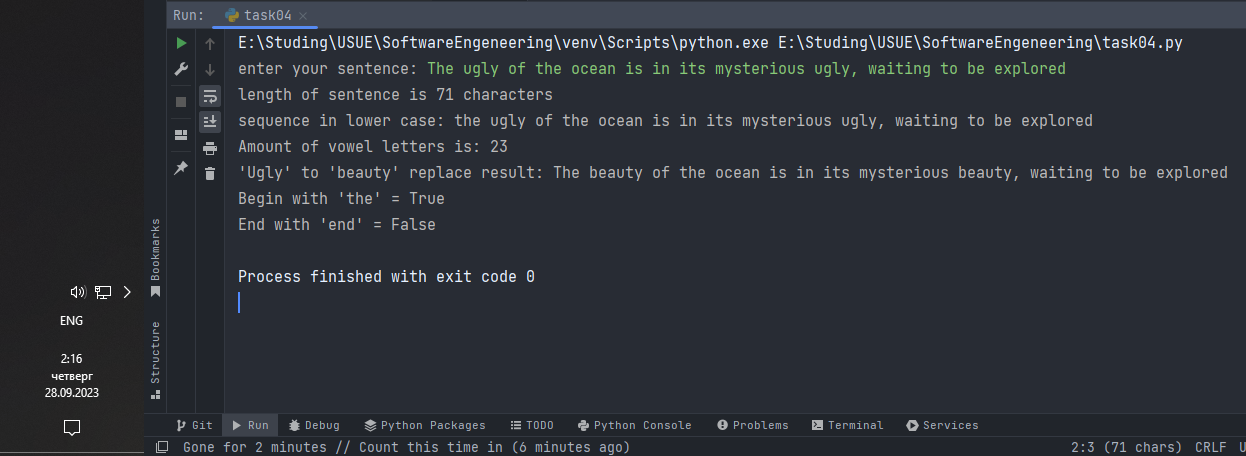 Run: task04
E:\Studing\USUE\SoftwareEngeneering\venv\Scripts\python.exe E:\Studing\USUE\SoftwareEngeneering\task04.py
enter your sentence: The ugly of the ocean is in its mysterious ugly, waiting to be explored
length of sentence is 71 characters
sequence in lower case: the ugly of the ocean is in its mysterious ugly, waiting to be explored
Amount of vowel letters is: 23
'Ugly' to 'beauty' replace result: The beauty of the ocean is in its mysterious beauty, waiting to be explored
Begin with 'the' = True
End with 'end' = False
Process finished with exit code 0
Bookmarks
Structure
ENG
2:16
четверг
28.09.2023
Git Run Debug Python Packages TODO Python Console Problems Terminal Services
Gone for 2 minutes // Count this time in (6 minutes ago) 2:3 (71 chars) CRLF